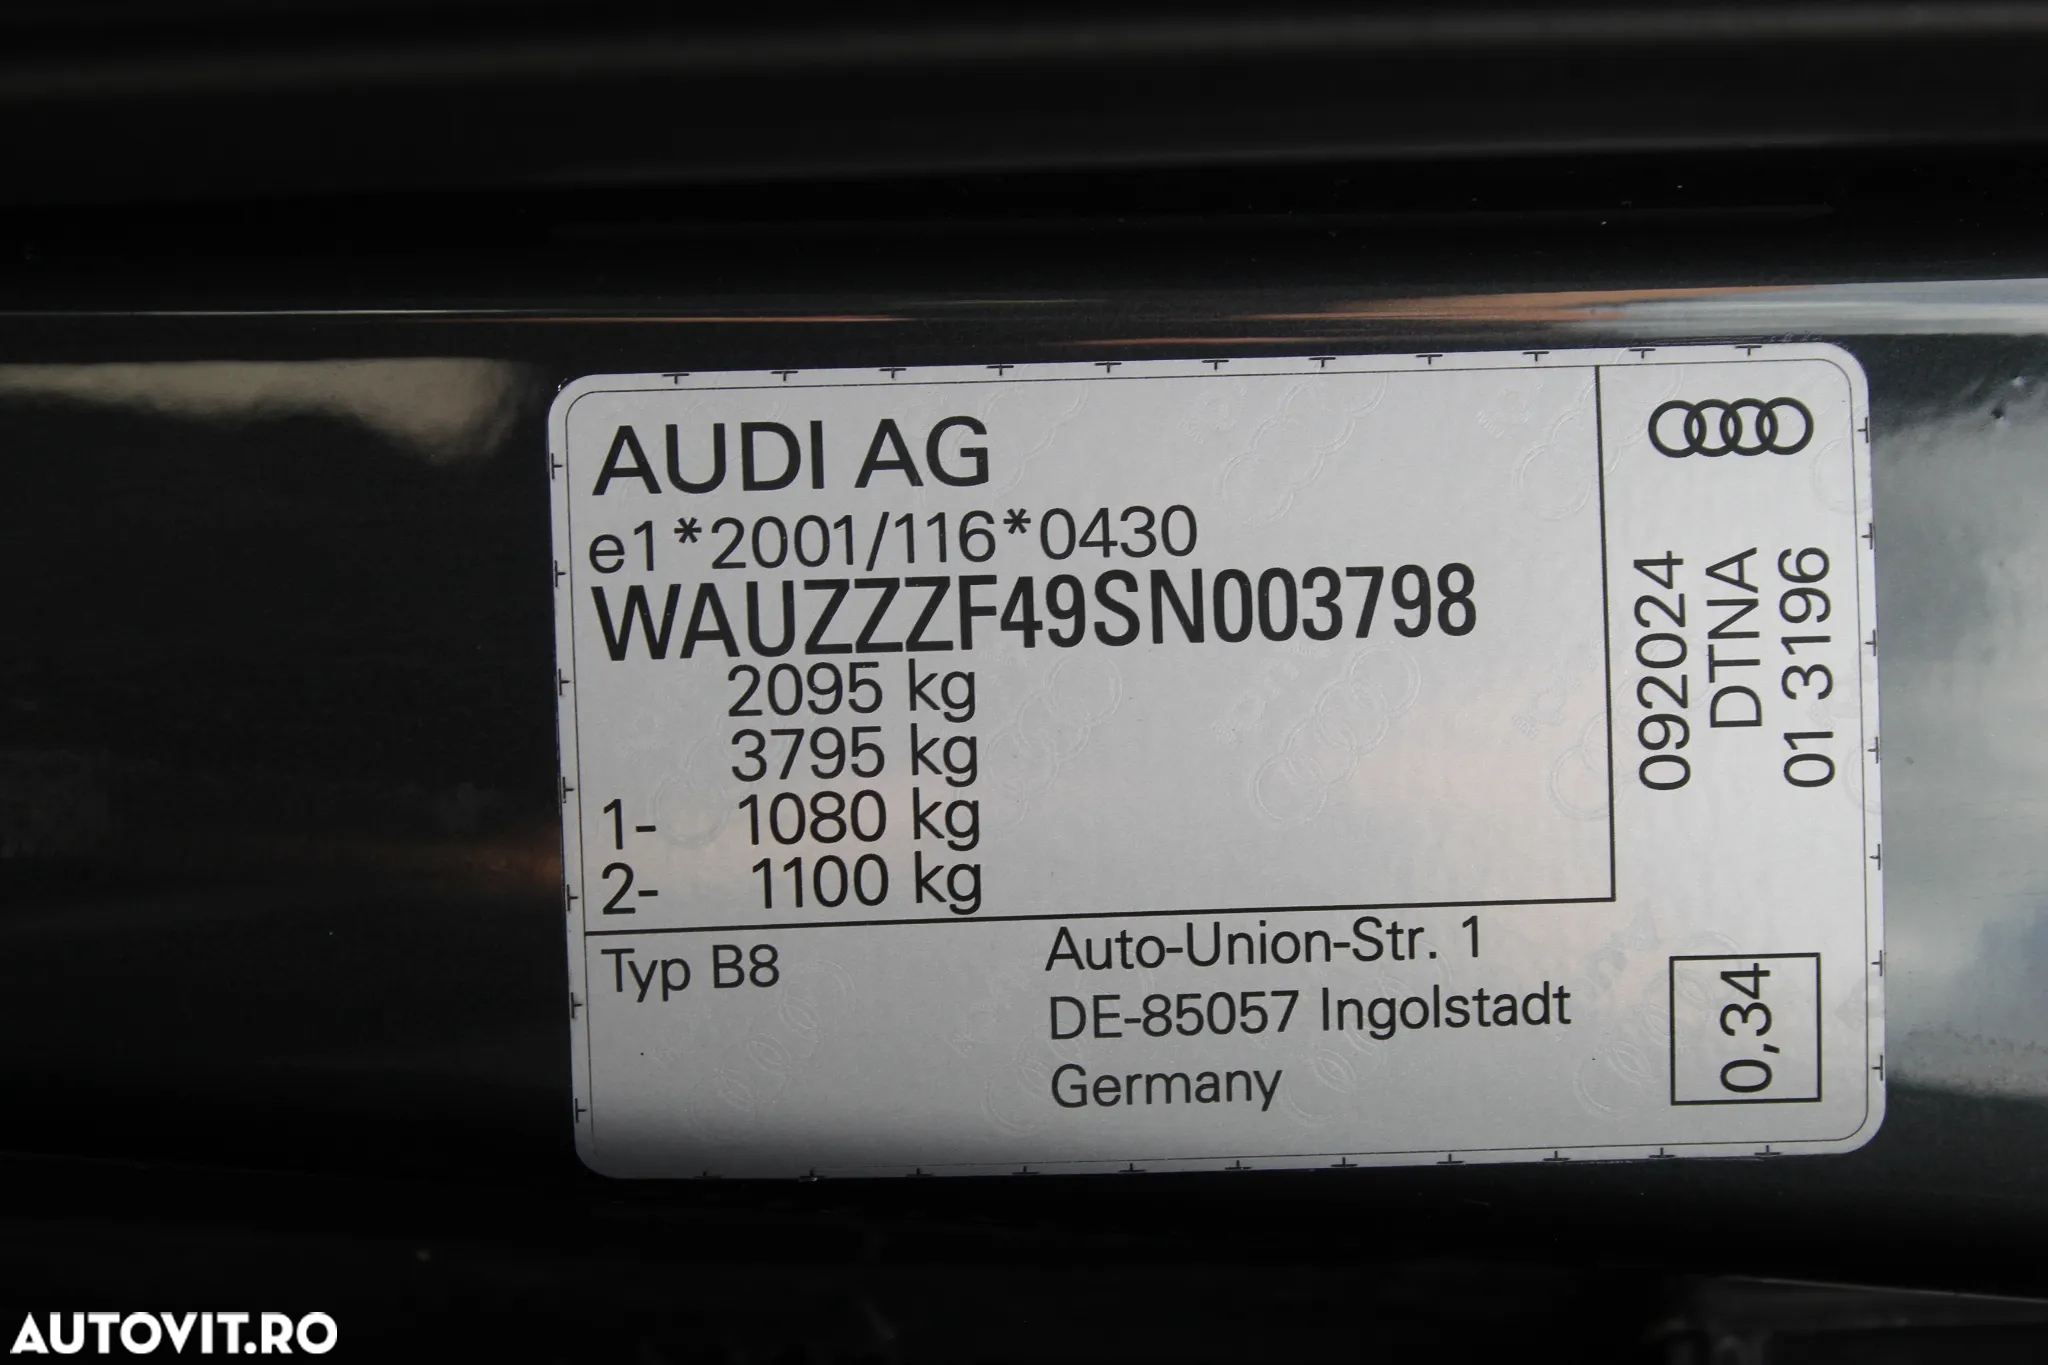 AUDI AG
e1*2001/116*0430
WAUZZZF49SN003798
2095 kg
3795 kg
1- 1080 kg
2- 1100 kg
Typ B8
Auto-Union-Str. 1
DE-85057 Ingolstadt
Germany
092024
DTNA
01 3196
0,34
AUTOVIT.RO